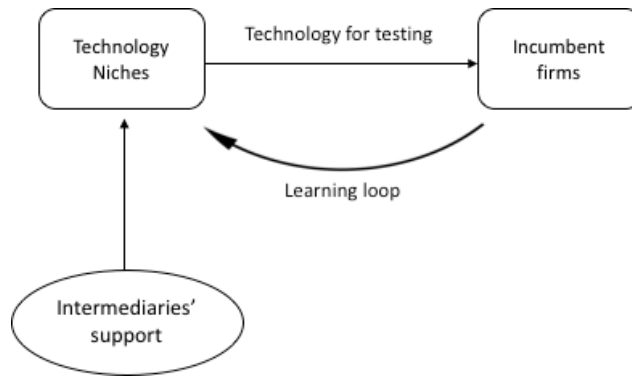 Technology
Niches
Technology for testing
Incumbent
firms
Learning loop
Intermediaries’
support